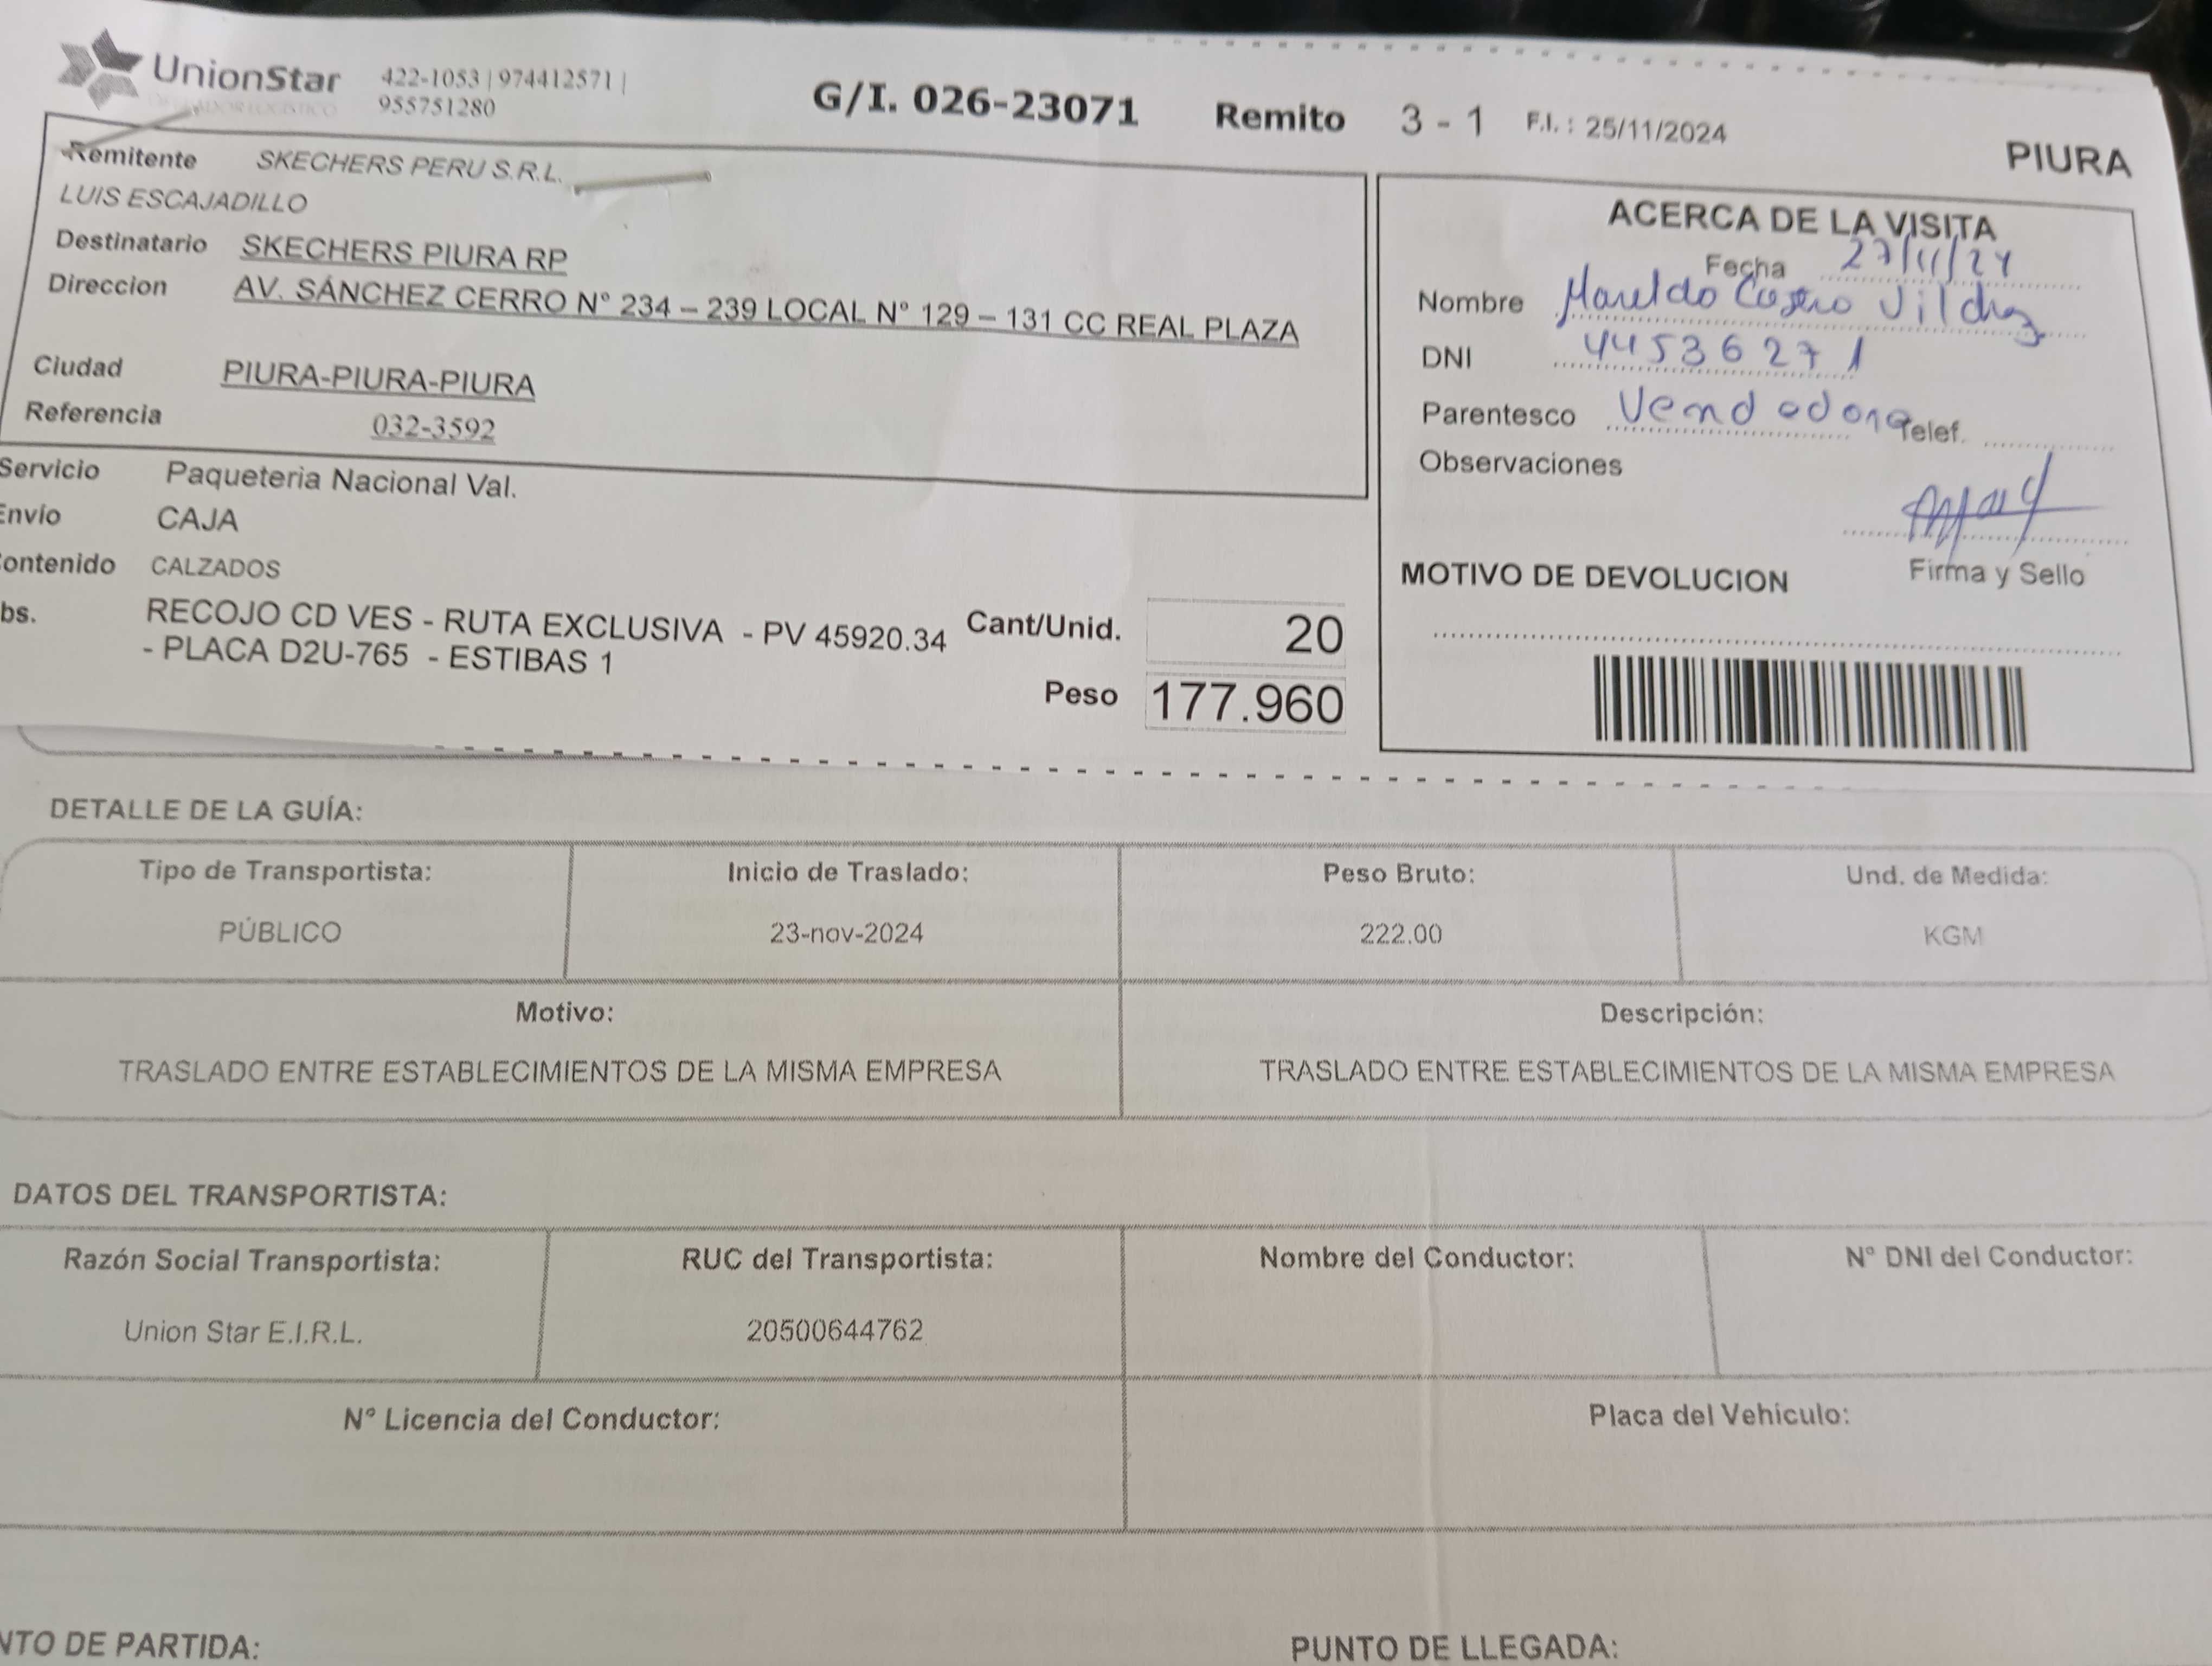 UnionStar 422-1053 | 974412571 |
955751280
G/I. 026-23071 Remito 3 - 1 F.I. : 25/11/2024
PIURA
Remitente SKECHERS PERU S.R.L.
LUIS ESCAJADILLO
Destinatario SKECHERS PIURA RP
Direccion AV. SÁNCHEZ CERRO N° 234 – 239 LOCAL N° 129 – 131 CC REAL PLAZA
Ciudad PIURA-PIURA-PIURA
Referencia 032-3592
Servicio Paqueteria Nacional Val.
Envío CAJA
Contenido CALZADOS
bs. RECOJO CD VES - RUTA EXCLUSIVA - PV 45920.34
- PLACA D2U-765 - ESTIBAS 1
Cant/Unid. 20
Peso 177.960
ACERCA DE LA VISITA
Fecha 27/11/24
Nombre
DNI 44536271
Parentesco Vendedora Telef.
Observaciones
Firma y Sello
MOTIVO DE DEVOLUCION
DETALLE DE LA GUÍA:
Tipo de Transportista: Inicio de Traslado: Peso Bruto: Und. de Medida:
PÚBLICO 23-nov-2024 222.00 KGM
Motivo: Descripción:
TRASLADO ENTRE ESTABLECIMIENTOS DE LA MISMA EMPRESA TRASLADO ENTRE ESTABLECIMIENTOS DE LA MISMA EMPRESA
DATOS DEL TRANSPORTISTA:
Razón Social Transportista: RUC del Transportista: Nombre del Conductor: N° DNI del Conductor:
Union Star E.I.R.L. 20500644762
N° Licencia del Conductor: Placa del Vehículo:
NTO DE PARTIDA: PUNTO DE LLEGADA: